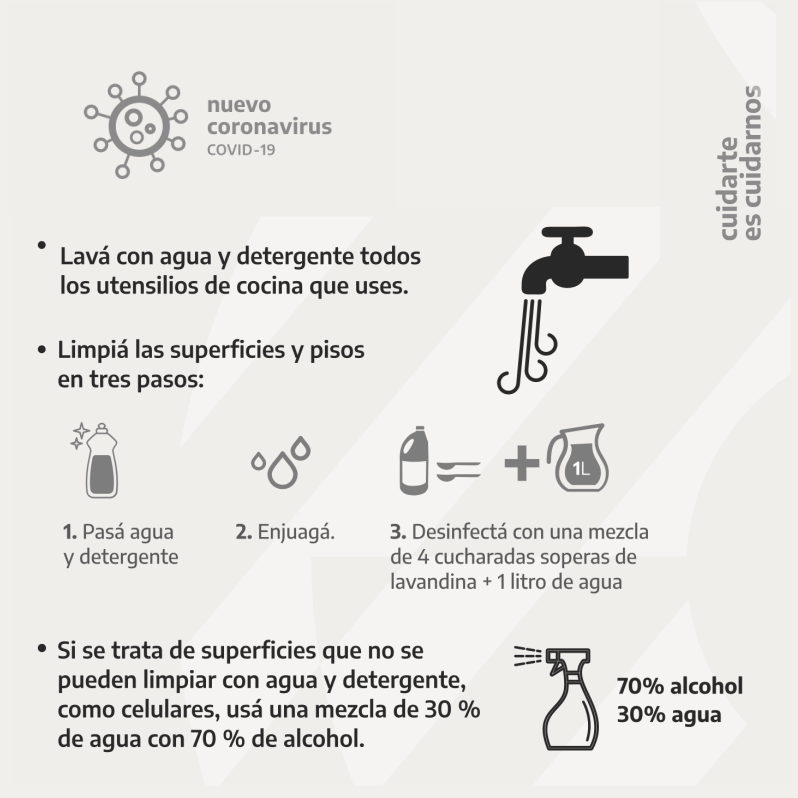 nuevo
coronavirus
COVID-19
cuidarte
es cuidarnos
• Lavá con agua y detergente todos
los utensilios de cocina que uses.
• Limpiá las superficies y pisos
en tres pasos:
1L
1. Pasá agua
y detergente
2. Enjuagá.
3. Desinfectá con una mezcla
de 4 cucharadas soperas de
lavandina + 1 litro de agua
• Si se trata de superficies que no se
pueden limpiar con agua y detergente,
como celulares, usá una mezcla de 30 %
de agua con 70 % de alcohol.
70% alcohol
30% agua